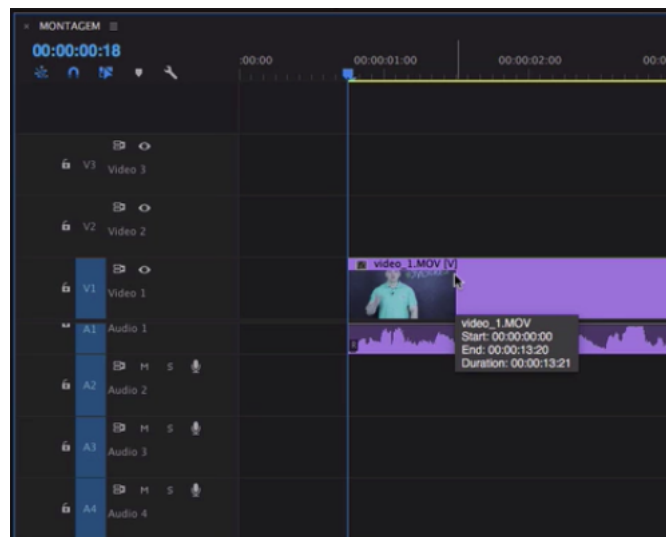 × MONTAGEM ≡
00:00:00:18
:00:00 00:00:01:00 00:00:02:00 00:0
V3 Video 3
V2 Video 2
video_1.MOV [V]
V1 Video 1
A1 Audio 1
video_1.MOV
Start: 00:00:00:00
End: 00:00:13:20
Duration: 00:00:13:21
M S
A2 Audio 2
M S
A3 Audio 3
M S
A4 Audio 4